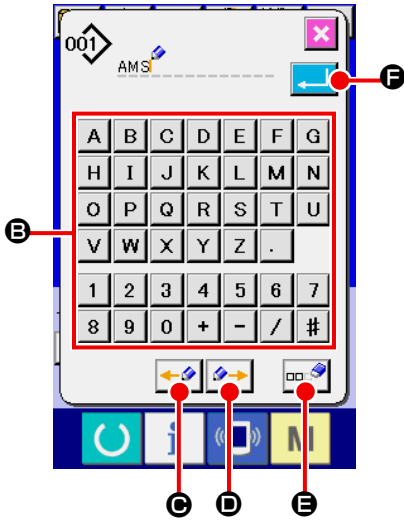 001
AMS
F
A B C D E F G
H I J K L M N
O P Q R S T U
B
V W X Y Z .
1 2 3 4 5 6 7
8 9 0 + - / #
i M
C D E